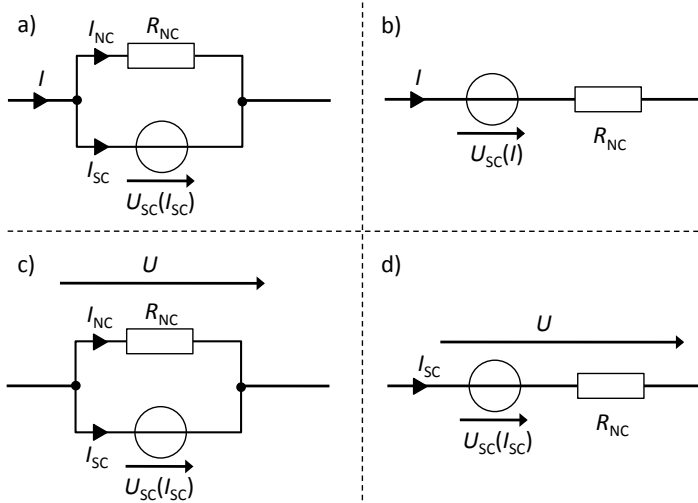 a)
I_NC
R_NC
I
I_SC
U_SC(I_SC)
b)
I
U_SC(I)
R_NC
c)
U
I_NC
R_NC
I_SC
U_SC(I_SC)
d)
U
I_SC
U_SC(I_SC)
R_NC